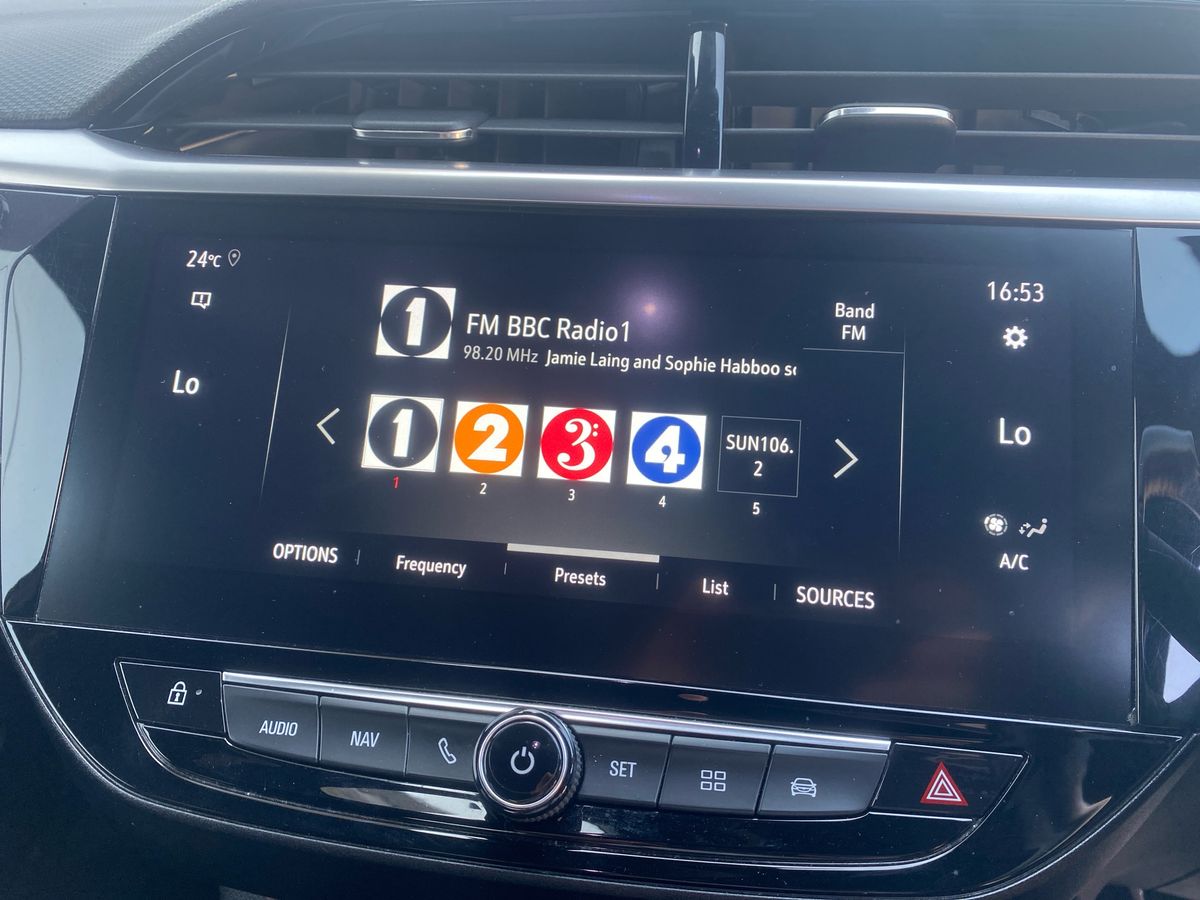 24°C
16:53
1
FM BBC Radio1
98.20 MHz Jamie Laing and Sophie Habboo
Band
FM
Lo
Lo
1
2
3
4
SUN106.
2
1
2
3
4
5
A/C
OPTIONS
Frequency
Presets
List
SOURCES
AUDIO
NAV
SET